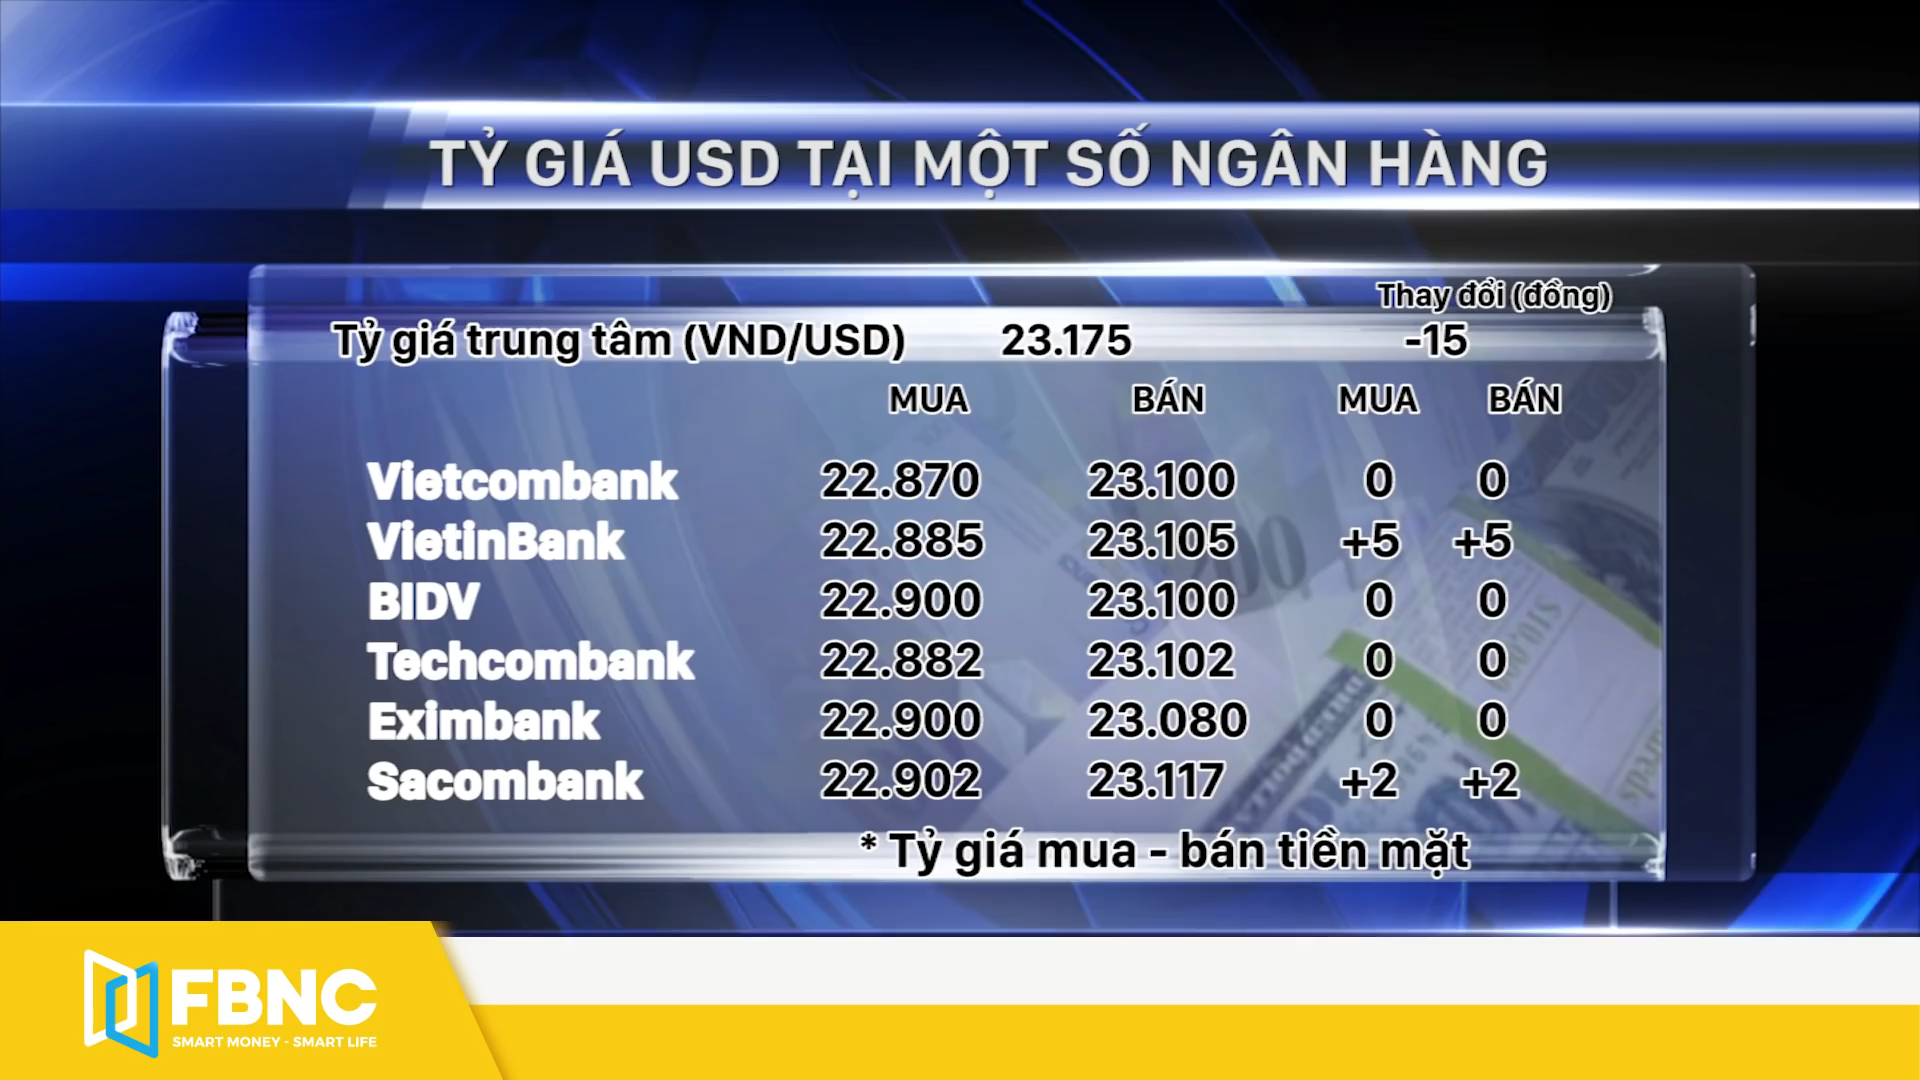 TỶ GIÁ USD TẠI MỘT SỐ NGÂN HÀNG
Thay đổi (đồng)
Tỷ giá trung tâm (VND/USD) 23.175 -15
MUA BÁN MUA BÁN
Vietcombank 22.870 23.100 0 0
VietinBank 22.885 23.105 +5 +5
BIDV 22.900 23.100 0 0
Techcombank 22.882 23.102 0 0
Eximbank 22.900 23.080 0 0
Sacombank 22.902 23.117 +2 +2
* Tỷ giá mua - bán tiền mặt
FBNC
SMART MONEY - SMART LIFE